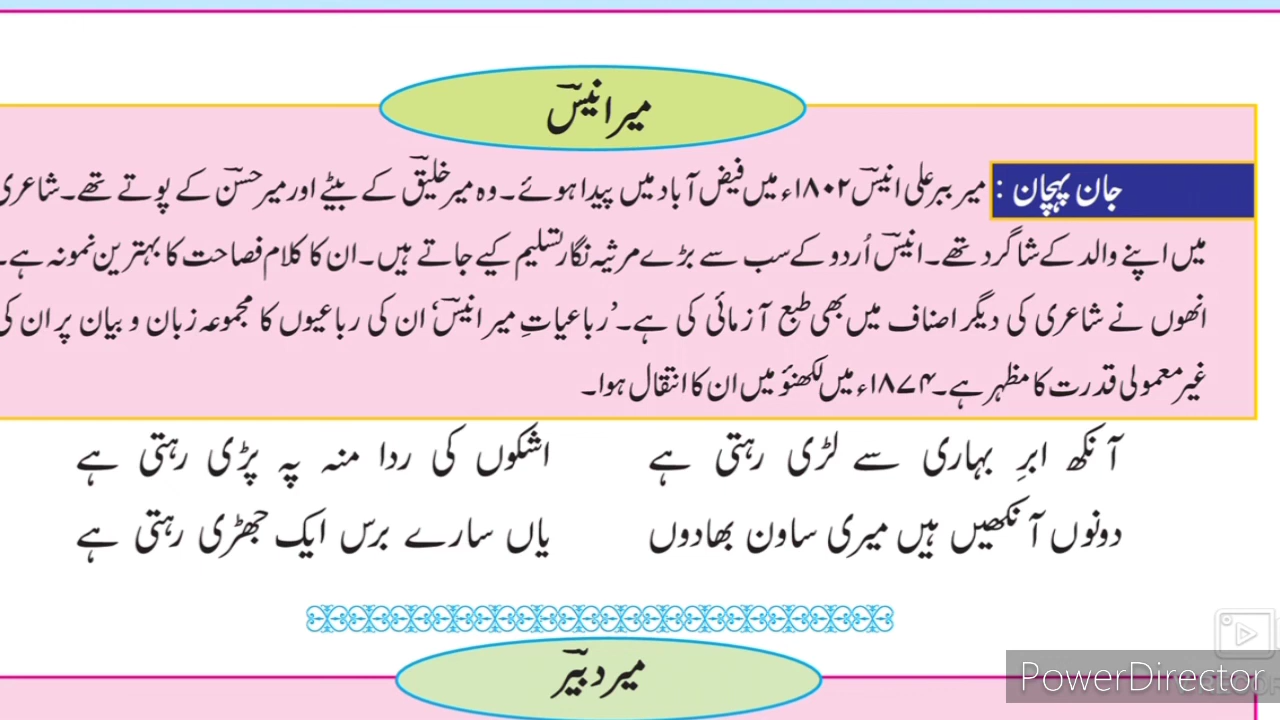 میر انیسؔ
جان پہچان : میر ببر علی انیسؔ ۱۸۰۲ء میں فیض آباد میں پیدا ہوئے۔ وہ میر خلیقؔ کے بیٹے اور میر حسنؔ کے پوتے تھے۔ شاعری
میں اپنے والد کے شاگرد تھے۔ انیسؔ اُردو کے سب سے بڑے مرثیہ نگار تسلیم کیے جاتے ہیں۔ ان کا کلام فصاحت کا بہترین نمونہ ہے۔
انھوں نے شاعری کی دیگر اصناف میں بھی طبع آزمائی کی ہے۔ ’رباعیاتِ میر انیسؔ‘ ان کی رباعیوں کا مجموعہ زبان و بیان پر ان کی
غیر معمولی قدرت کا مظہر ہے۔ ۱۸۷۴ء میں لکھنؤ میں ان کا انتقال ہوا۔
آنکھ ابرِ بہاری سے لڑی رہتی ہے اشکوں کی ردا منہ پہ پڑی رہتی ہے
دونوں آنکھیں ہیں میری ساون بھادوں یاں سارے برس ایک جھڑی رہتی ہے
میر دبیرؔ
PowerDirector